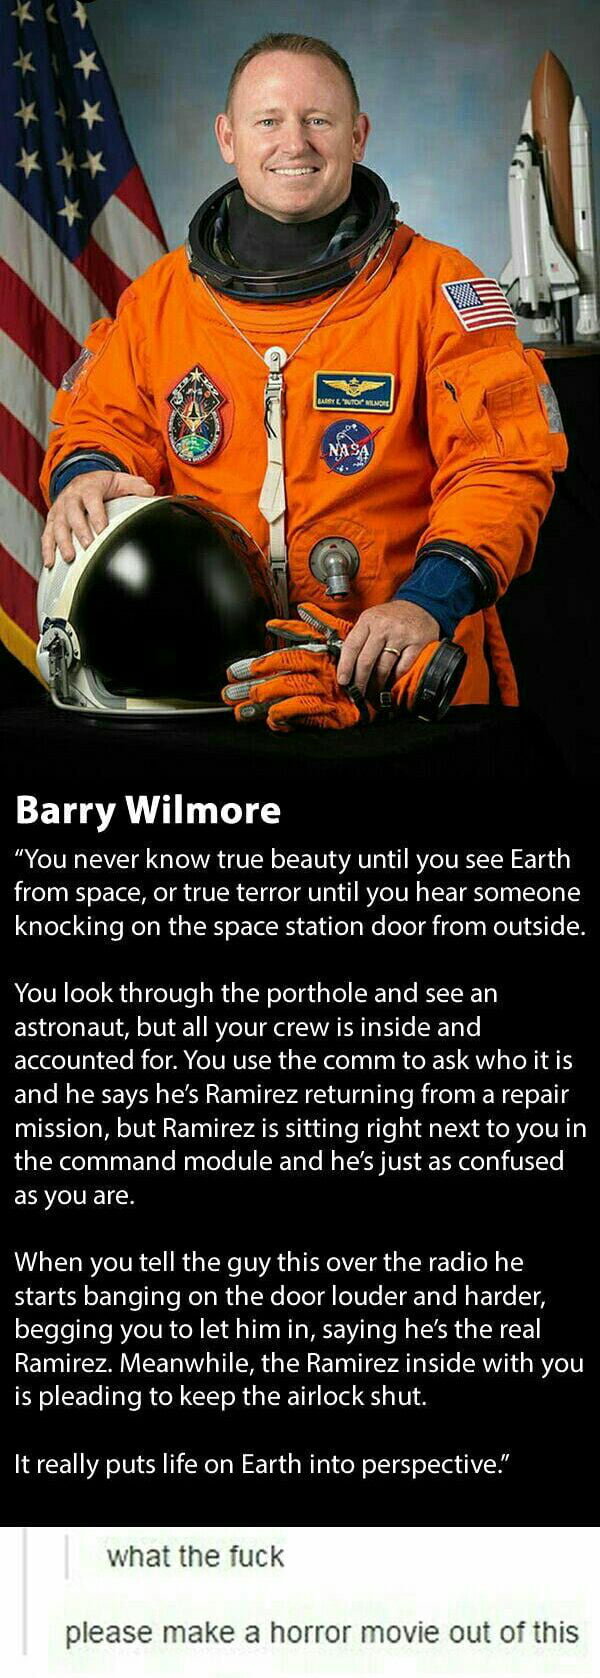 BARRY E. "BUTCH" WILMORE
NASA
Barry Wilmore
“You never know true beauty until you see Earth
from space, or true terror until you hear someone
knocking on the space station door from outside.
You look through the porthole and see an
astronaut, but all your crew is inside and
accounted for. You use the comm to ask who it is
and he says he’s Ramirez returning from a repair
mission, but Ramirez is sitting right next to you in
the command module and he’s just as confused
as you are.
When you tell the guy this over the radio he
starts banging on the door louder and harder,
begging you to let him in, saying he’s the real
Ramirez. Meanwhile, the Ramirez inside with you
is pleading to keep the airlock shut.
It really puts life on Earth into perspective.”
what the fuck
please make a horror movie out of this